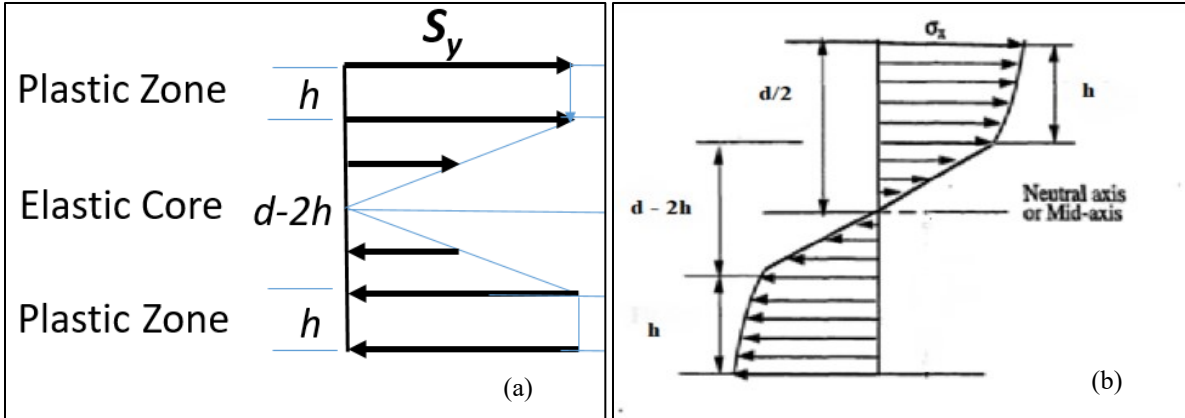 S_y
Plastic Zone
h
Elastic Core
d-2h
Plastic Zone
h
(a)
σ_x
d/2
h
d - 2h
Neutral axis
or Mid-axis
h
(b)